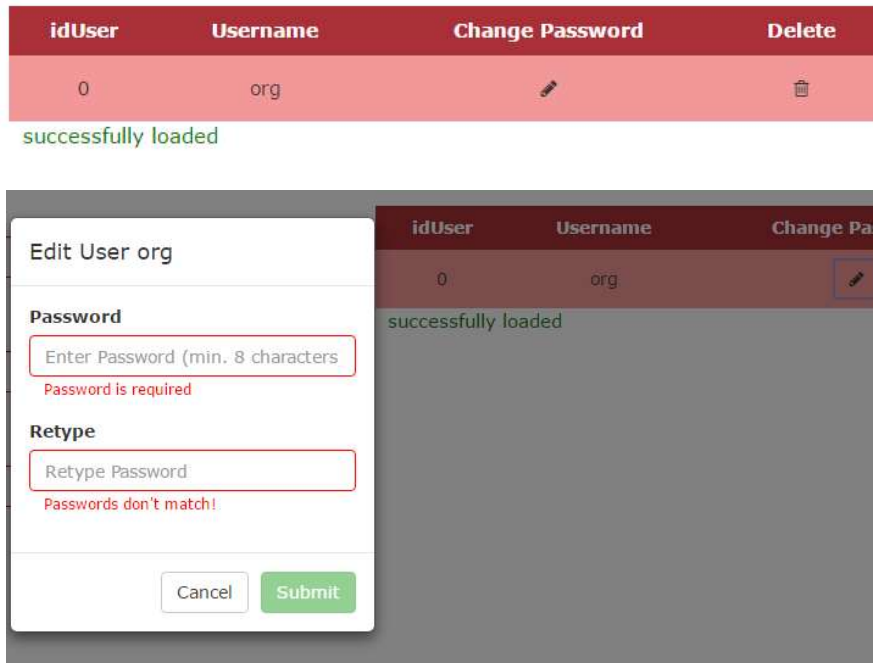 idUser Username Change Password Delete
0 org
successfully loaded
Edit User org
Password
Enter Password (min. 8 characters
Password is required
Retype
Retype Password
Passwords don't match!
Cancel Submit
idUser Username Change Pa
0 org
successfully loaded